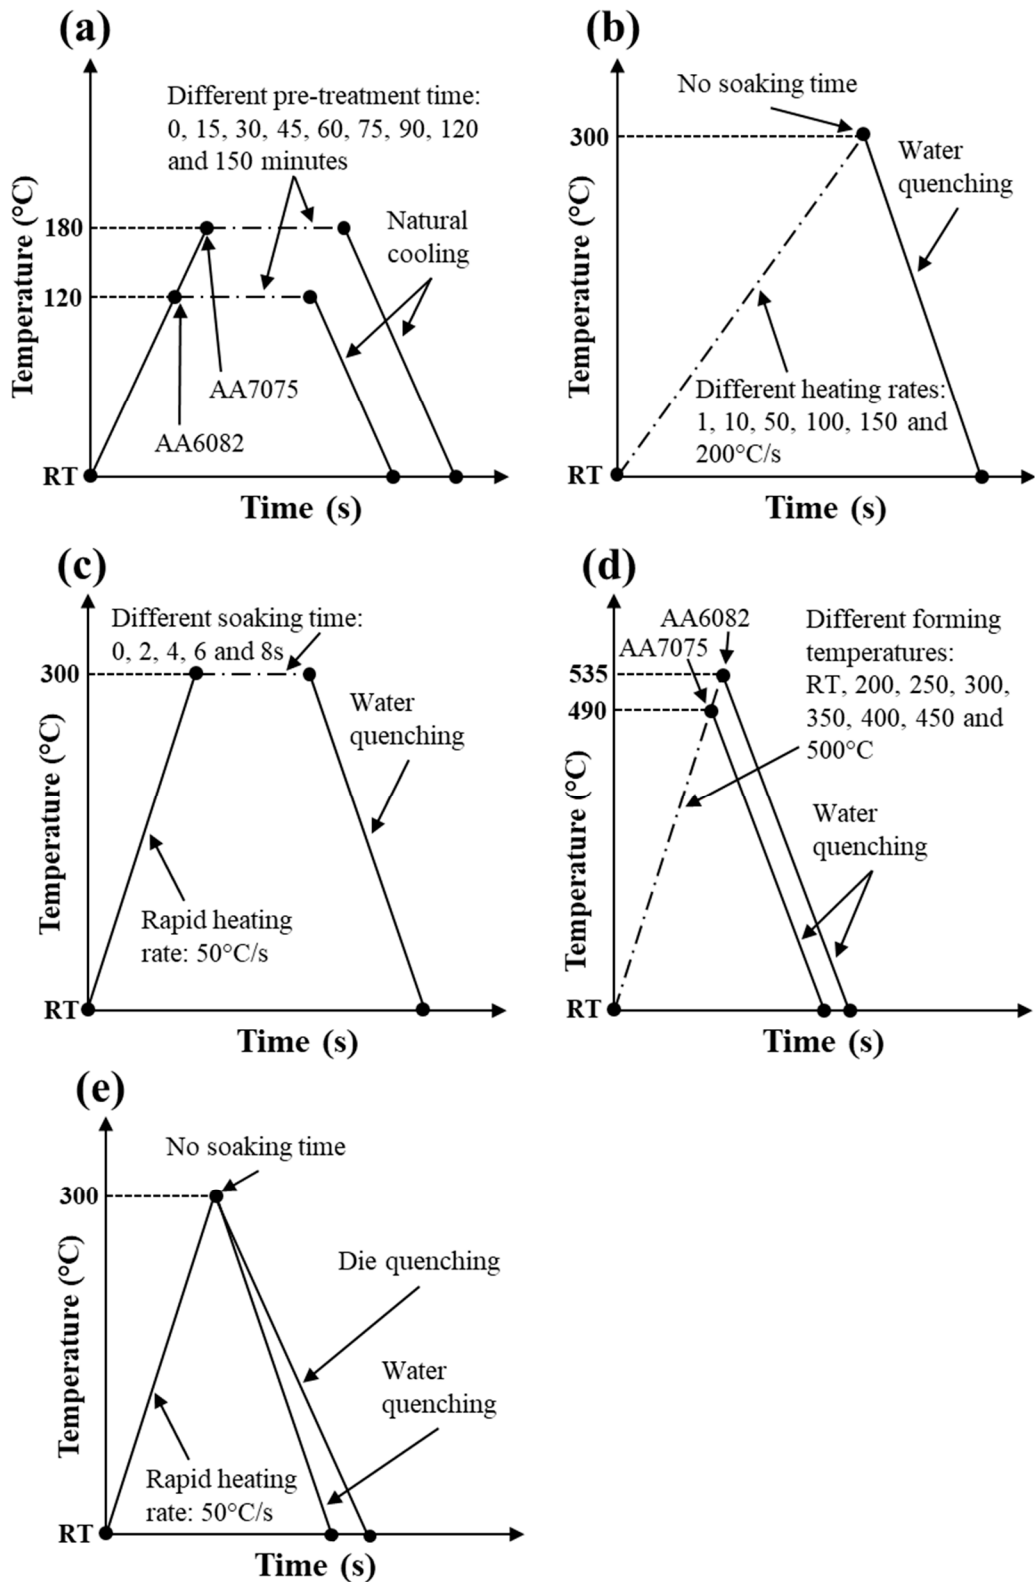 (a)
Different pre-treatment time:
0, 15, 30, 45, 60, 75, 90, 120
and 150 minutes
Natural
cooling
180
120
AA7075
AA6082
RT
Temperature (°C)
Time (s)
(b)
No soaking time
300
Water
quenching
Different heating rates:
1, 10, 50, 100, 150 and
200°C/s
RT
Temperature (°C)
Time (s)
(c)
Different soaking time:
0, 2, 4, 6 and 8s
300
Water
quenching
Rapid heating
rate: 50°C/s
RT
Temperature (°C)
Time (s)
(d)
AA6082
AA7075
Different forming
temperatures:
RT, 200, 250, 300,
350, 400, 450 and
500°C
535
490
Water
quenching
RT
Temperature (°C)
Time (s)
(e)
No soaking time
300
Die quenching
Water
quenching
Rapid heating
rate: 50°C/s
RT
Temperature (°C)
Time (s)